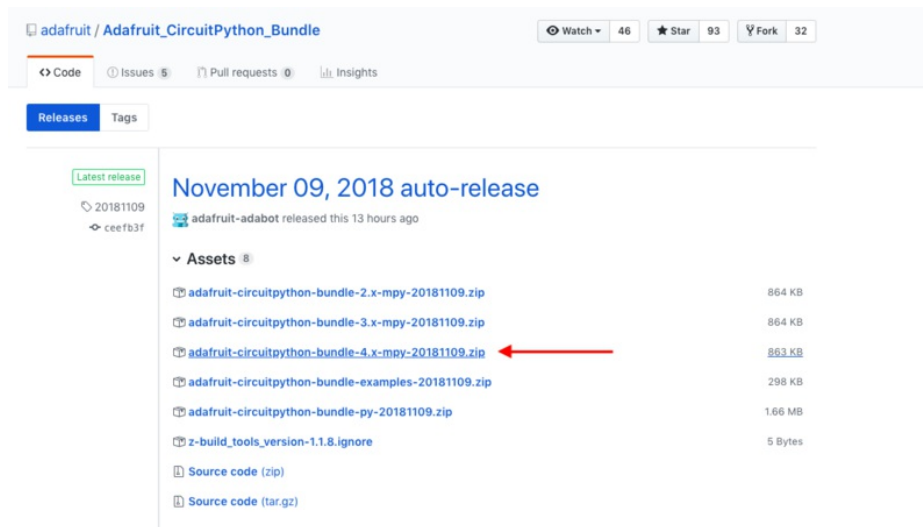 adafruit / Adafruit_CircuitPython_Bundle
Watch 46 Star 93 Fork 32
Code Issues 5 Pull requests 0 Insights
Releases Tags
Latest release
20181109
ceefb3f
November 09, 2018 auto-release
adafruit-adabot released this 13 hours ago
Assets 8
adafruit-circuitpython-bundle-2.x-mpy-20181109.zip 864 KB
adafruit-circuitpython-bundle-3.x-mpy-20181109.zip 864 KB
adafruit-circuitpython-bundle-4.x-mpy-20181109.zip 863 KB
adafruit-circuitpython-bundle-examples-20181109.zip 298 KB
adafruit-circuitpython-bundle-py-20181109.zip 1.66 MB
z-build_tools_version-1.1.8.ignore 5 Bytes
Source code (zip)
Source code (tar.gz)